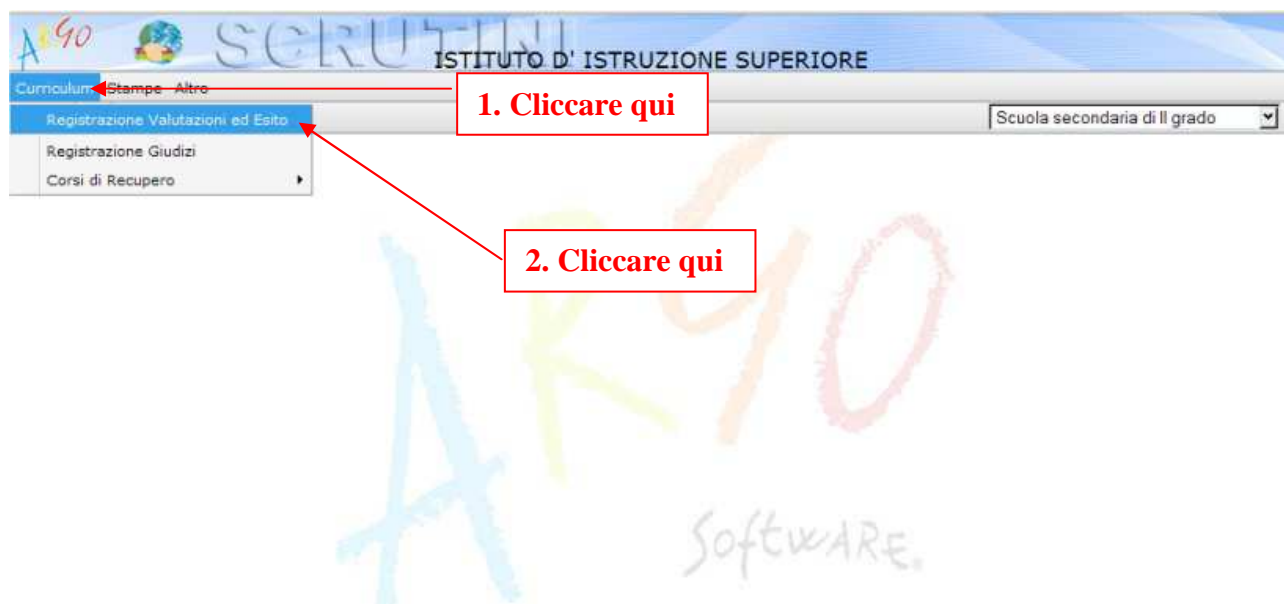 ARGO SCRUTINI
ISTITUTO D' ISTRUZIONE SUPERIORE
Curriculum Stampe Altro
1. Cliccare qui
Registrazione Valutazioni ed Esito
Scuola secondaria di II grado
Registrazione Giudizi
Corsi di Recupero
2. Cliccare qui
ARGO
SoftwARE.